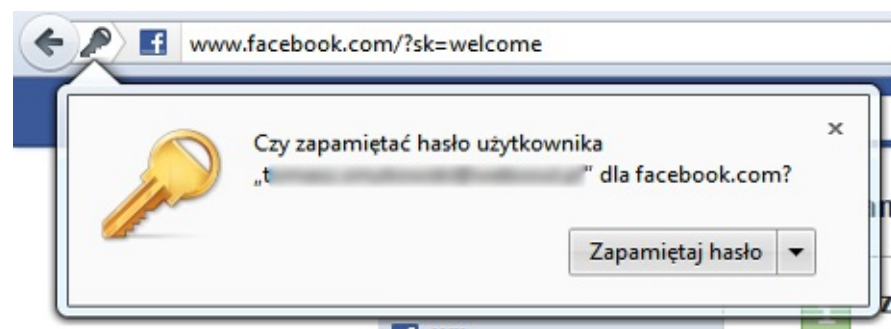 www.facebook.com/?sk=welcome
Czy zapamiętać hasło użytkownika
„t " dla facebook.com?
Zapamiętaj hasło